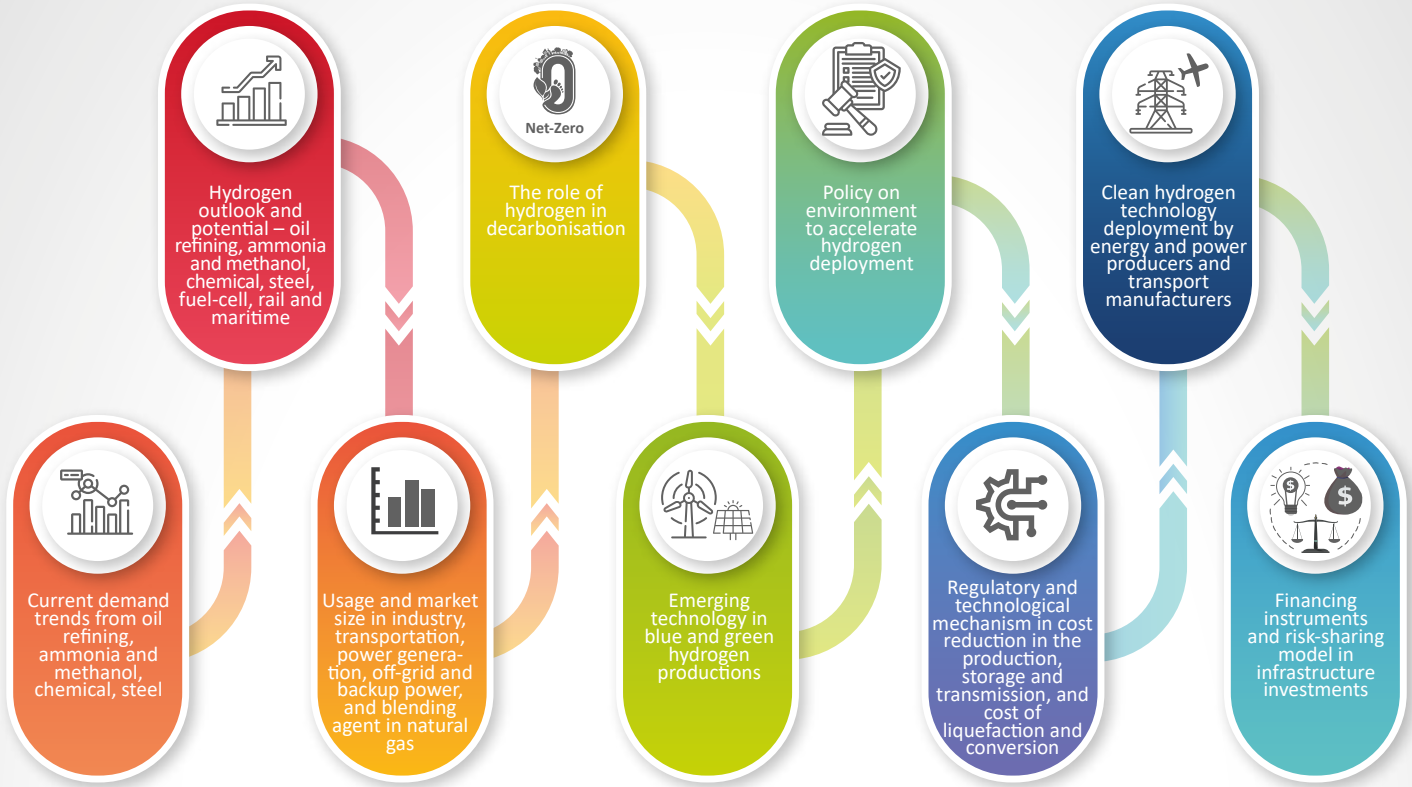 Net-Zero
Hydrogen
outlook and
potential – oil
refining, ammonia
and methanol,
chemical, steel,
fuel-cell, rail and
maritime
The role of
hydrogen in
decarbonisation
Policy on
environment
to accelerate
hydrogen
deployment
Clean hydrogen
technology
deployment by
energy and power
producers and
transport
manufacturers
Current demand
trends from oil
refining,
ammonia and
methanol,
chemical, steel
Usage and market
size in industry,
transportation,
power genera-
tion, off-grid and
backup power,
and blending
agent in natural
gas
Emerging
technology in
blue and green
hydrogen
productions
Regulatory and
technological
mechanism in cost
reduction in the
production,
storage and
transmission, and
cost of
liquefaction and
conversion
$
$
Financing
instruments
and risk-sharing
model in
infrastructure
investments